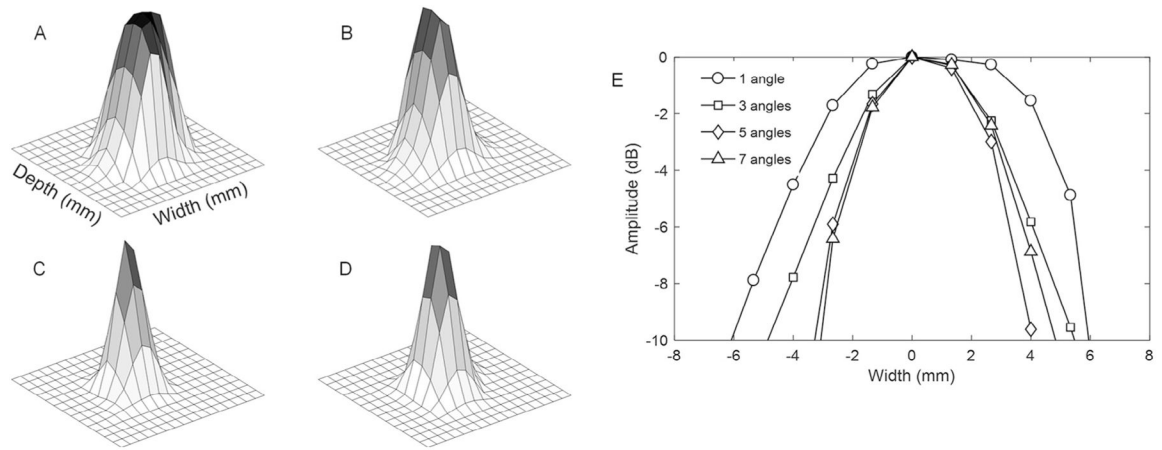 A
B
Depth (mm)
Width (mm)
C
D
E
1 angle
3 angles
5 angles
7 angles
Amplitude (dB)
0
-2
-4
-6
-8
-10
-8
-6
-4
-2
0
2
4
6
8
Width (mm)